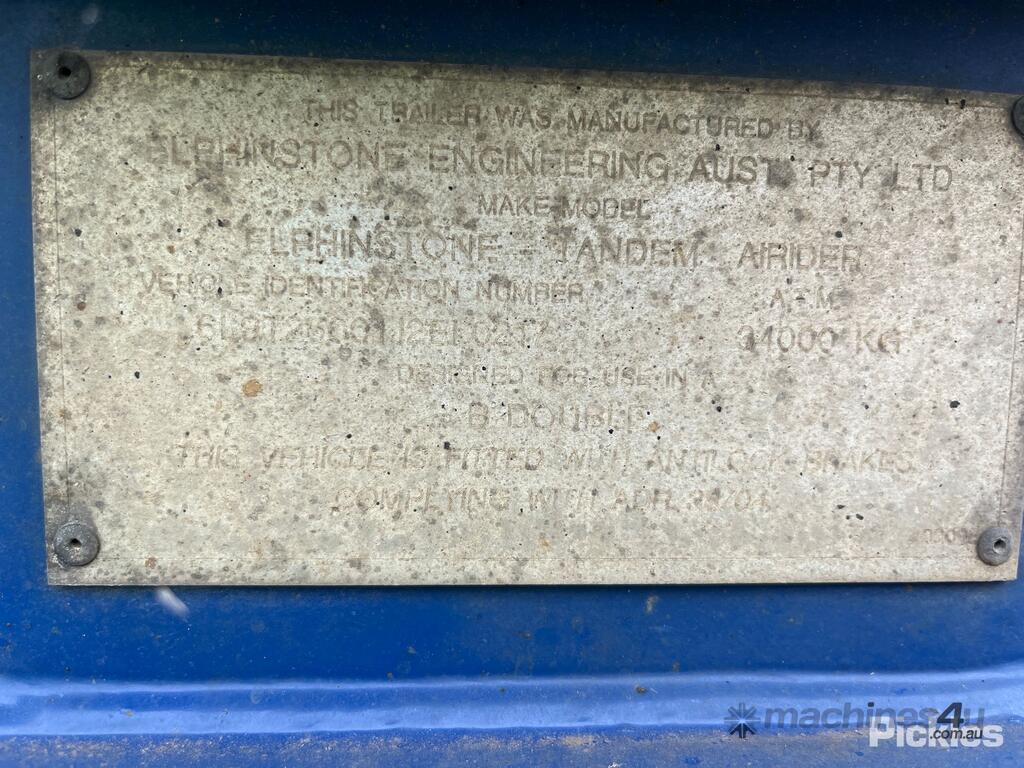 THIS TRAILER WAS MANUFACTURED BY
ELPHINSTONE ENGINEERING AUST. PTY LTD
MAKE-MODEL
ELPHINSTONE - TANDEM AIRIDER
VEHICLE IDENTIFICATION NUMBER A.T.M.
KG
DESIGNED FOR USE IN A
B-DOUBLE
THIS VEHICLE IS FITTED WITH ANTILOCK BRAKES
WITH ADR
machines4u
.com.au
Pickles